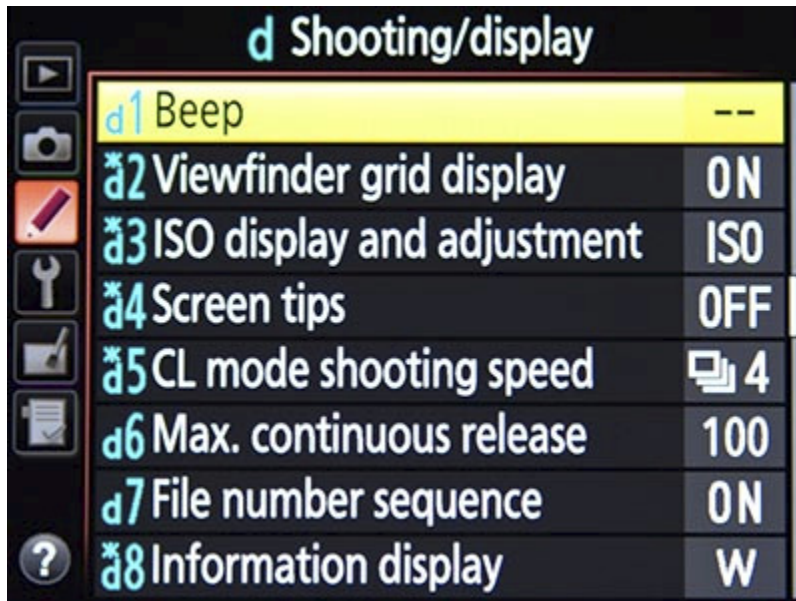 d Shooting/display
d1 Beep --
*d2 Viewfinder grid display ON
*d3 ISO display and adjustment ISO
*d4 Screen tips OFF
*d5 CL mode shooting speed 4
d6 Max. continuous release 100
d7 File number sequence ON
*d8 Information display W
?